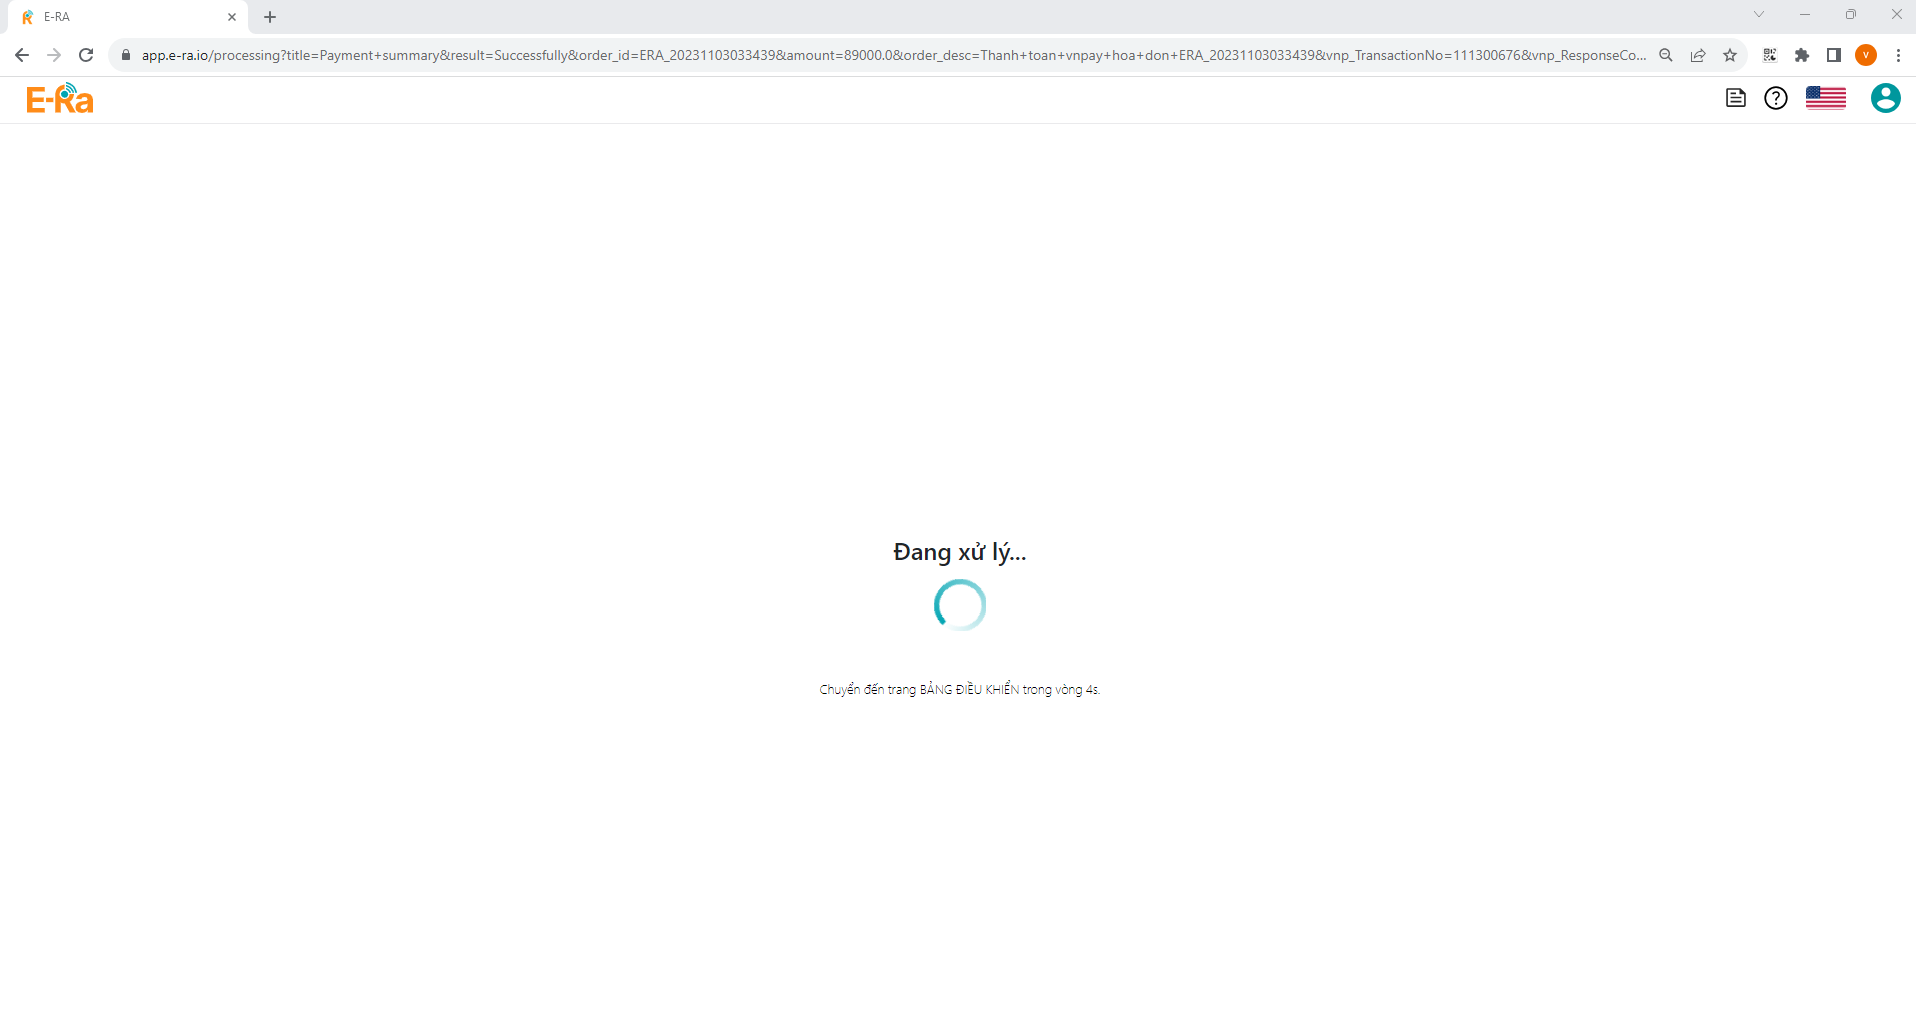 E-RA
app.e-ra.io/processing?title=Payment+summary&result=Successfully&order_id=ERA_20231103033439&amount=89000.0&order_desc=Thanh+toan+vnpay+hoa+don+ERA_20231103033439&vnp_TransactionNo=111300676&vnp_ResponseCo...
V
E-Ra
Đang xử lý...
Chuyển đến trang BẢNG ĐIỀU KHIỂN trong vòng 4s.